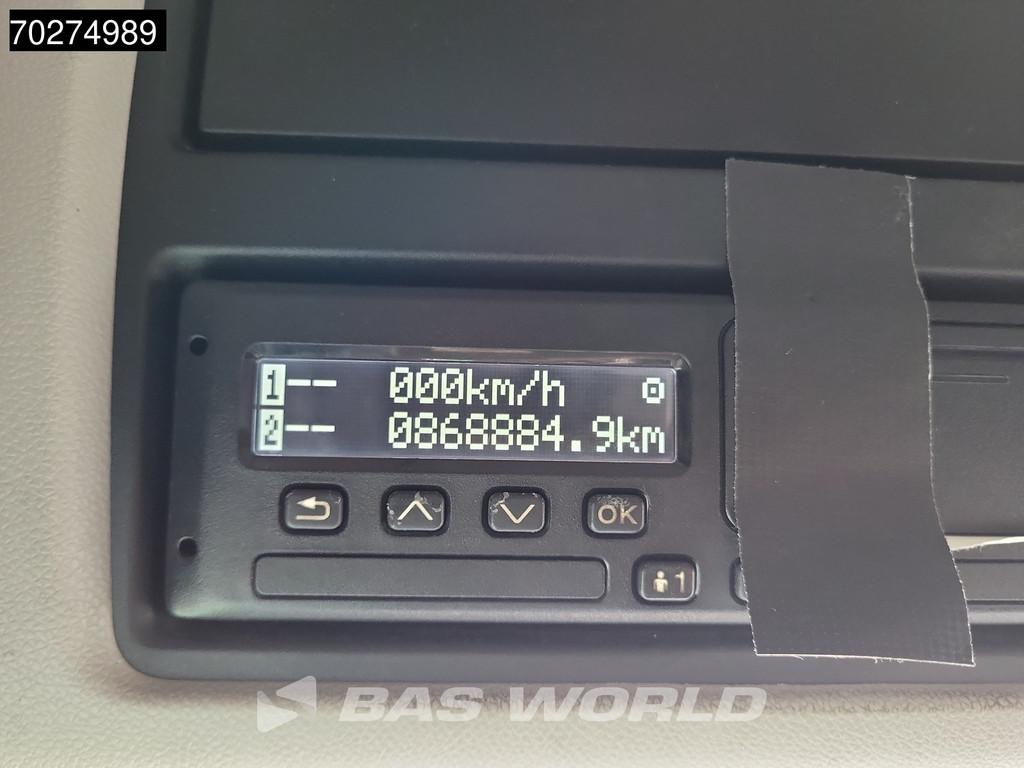 70274989
1-- 000km/h
2-- 0868884.9km
OK
1
BAS WORLD